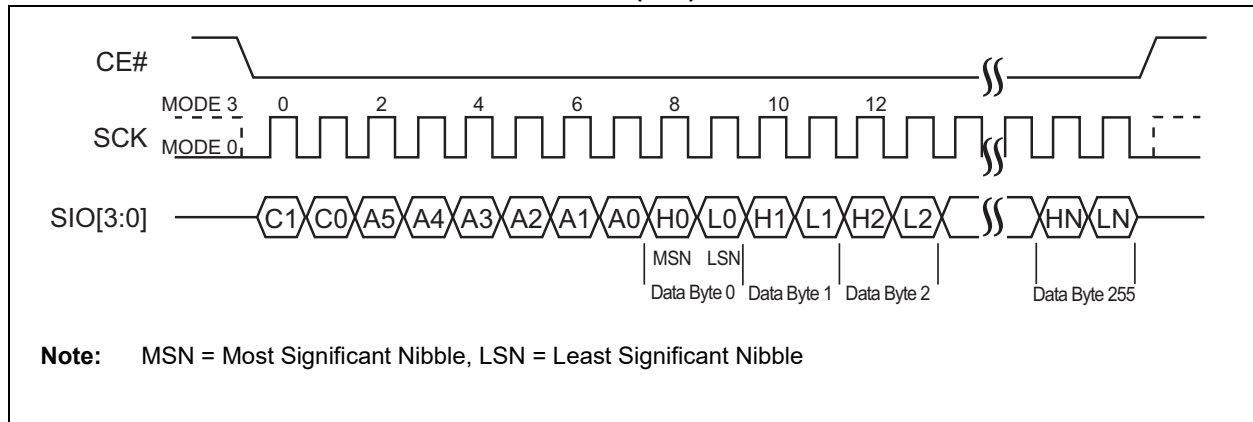 CE#
MODE 3 0 2 4 6 8 10 12
SCK MODE 0
SIO[3:0] C1 C0 A5 A4 A3 A2 A1 A0 H0 L0 H1 L1 H2 L2 HN LN
MSN LSN
Data Byte 0 Data Byte 1 Data Byte 2 Data Byte 255
Note: MSN = Most Significant Nibble, LSN = Least Significant Nibble